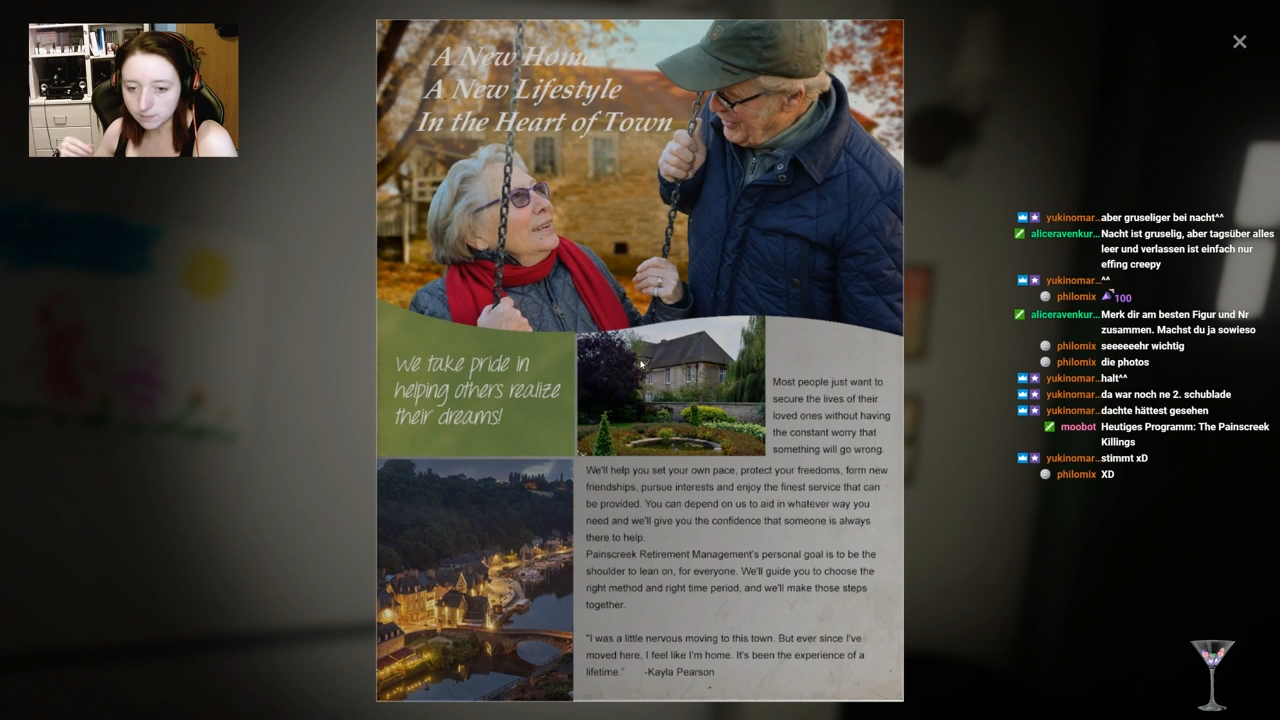 A New Home
A New Lifestyle
In the Heart of Town
We take pride in
helping others realize
their dreams!
Most people just want to
secure the lives of their
loved ones without having
the constant worry that
something will go wrong.
We'll help you set your own pace, protect your freedoms, form new
friendships, pursue interests and enjoy the finest service that can
be provided. You can depend on us to aid in whatever way you
need and we'll give you the confidence that someone is always
there to help.
Painscreek Retirement Management's personal goal is to be the
shoulder to lean on, for everyone. We'll guide you to choose the
right method and right time period, and we'll make those steps
together.
"I was a little nervous moving to this town. But ever since I've
moved here, I feel like I'm home. It's been the experience of a
lifetime." -Kayla Pearson
yukinomar... aber gruseliger bei nacht^^
aliceravenkur... Nacht ist gruselig, aber tagsüber alles
leer und verlassen ist einfach nur
effing creepy
yukinomar... ^^
philomix 100
aliceravenkur... Merk dir am besten Figur und Nr
zusammen. Machst du ja sowieso
philomix seeeeeehr wichtig
philomix die photos
yukinomar... halt^^
yukinomar... da war noch ne 2. schublade
yukinomar... dachte hättest gesehen
moobot Heutiges Programm: The Painscreek
Killings
yukinomar... stimmt xD
philomix XD